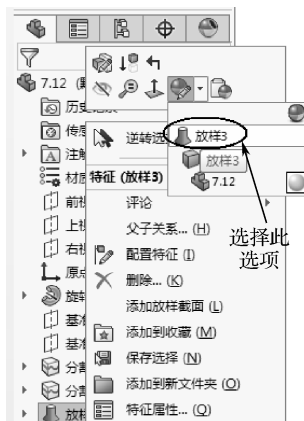 7.12 (默
历史记录
传感
注解
材质
前视
上视
右视
原点
旋转
基准
基准
分割
分割
放样
逆转选
特征 (放样3)
评论
父子关系... (H)
配置特征 (I)
删除... (K)
添加放样截面 (L)
添加到收藏 (M)
保存选择 (N)
添加到新文件夹 (O)
特征属性... (Q)
放样3
放样3
7.12
选择此
选项